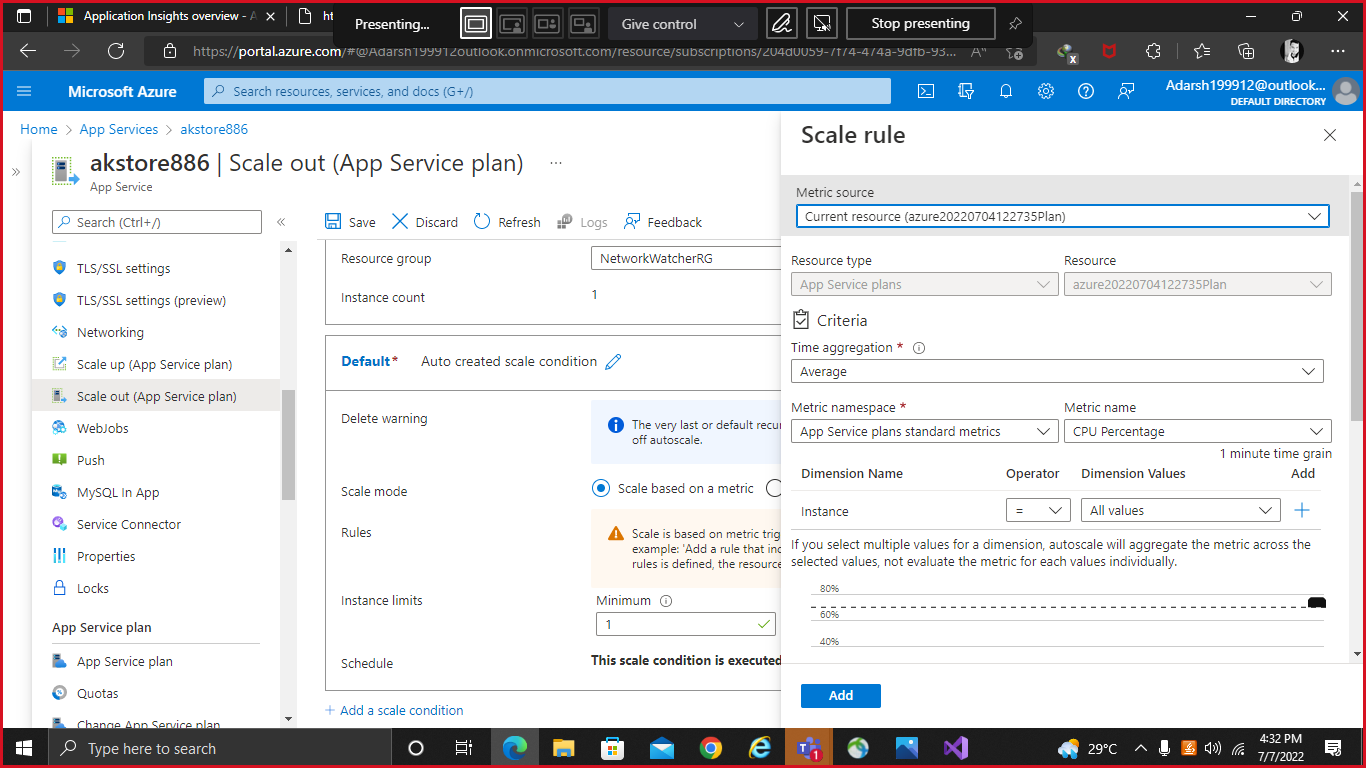 Application Insights overview - A
Presenting...
Give control
Stop presenting
https://portal.azure.com/#@Adarsh199912outlook.onmicrosoft.com/resource/subscriptions/204d0059-7f74-474a-9dfb-93...
Microsoft Azure
Search resources, services, and docs (G+/)
Adarsh199912@outlook...
DEFAULT DIRECTORY
Home > App Services > akstore886
akstore886 | Scale out (App Service plan) ...
App Service
Search (Ctrl+/)
TLS/SSL settings
TLS/SSL settings (preview)
Networking
Scale up (App Service plan)
Scale out (App Service plan)
WebJobs
Push
MySQL In App
Service Connector
Properties
Locks
App Service plan
App Service plan
Quotas
Change App Service plan
Save Discard Refresh Logs Feedback
Resource group NetworkWatcherRG
Instance count 1
Default* Auto created scale condition
Delete warning
The very last or default recu
off autoscale.
Scale mode Scale based on a metric
Rules
Scale is based on metric trig
example: 'Add a rule that inc
rules is defined, the resource
Instance limits Minimum
1
Schedule This scale condition is executed
+ Add a scale condition
Scale rule
Metric source
Current resource (azure20220704122735Plan)
Resource type Resource
App Service plans azure20220704122735Plan
Criteria
Time aggregation *
Average
Metric namespace * Metric name
App Service plans standard metrics CPU Percentage
1 minute time grain
Dimension Name Operator Dimension Values Add
Instance = All values +
If you select multiple values for a dimension, autoscale will aggregate the metric across the
selected values, not evaluate the metric for each values individually.
80%
60%
40%
Add
Type here to search
1
29°C
4:32 PM
7/7/2022